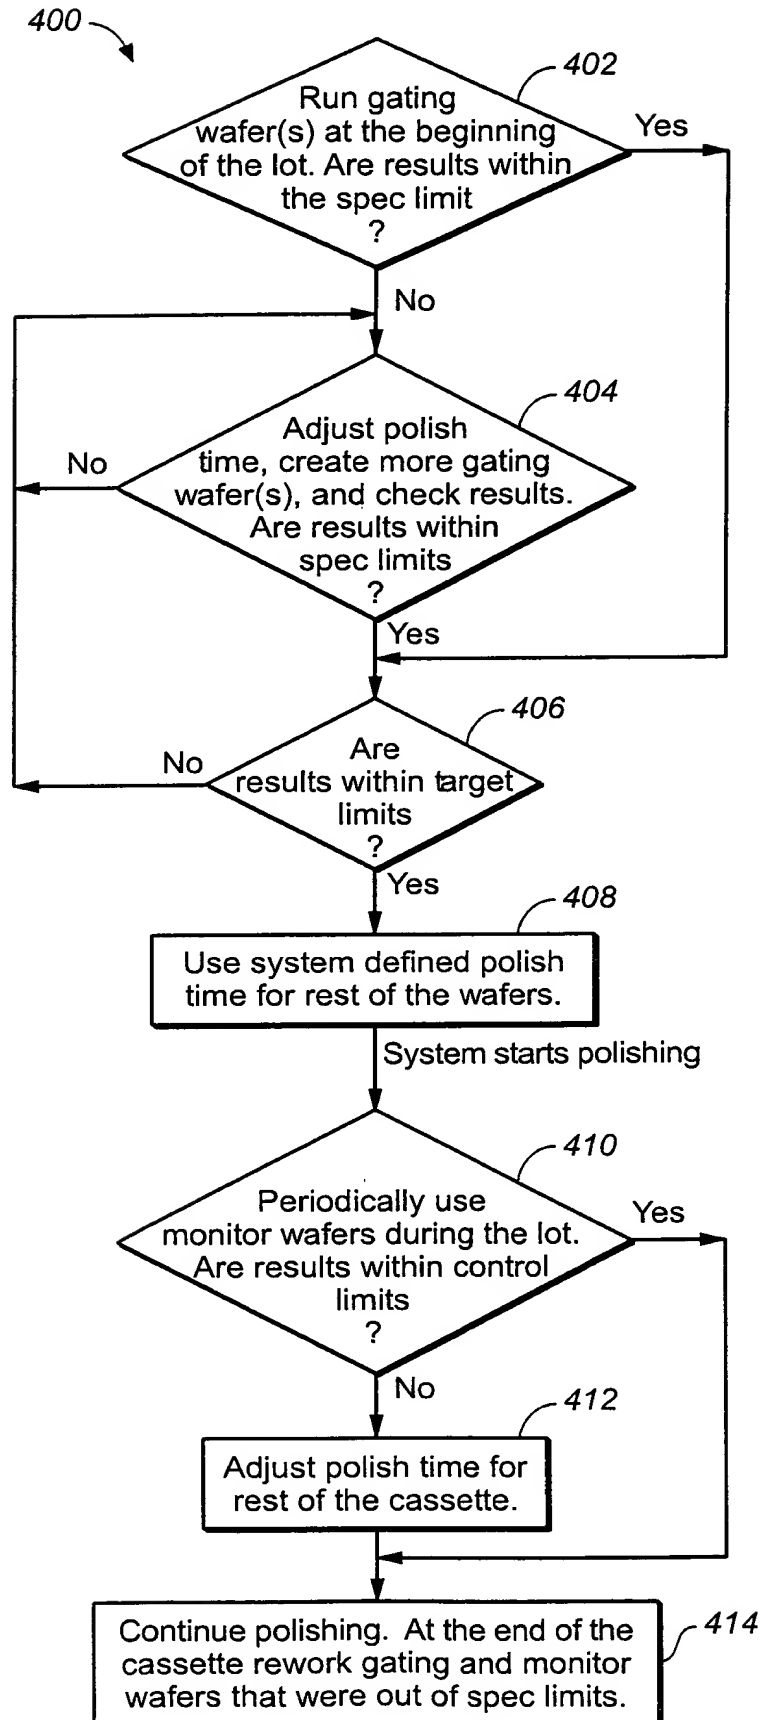 400
402
Run gating
wafer(s) at the beginning
of the lot. Are results within
the spec limit
?
Yes
No
404
Adjust polish
time, create more gating
wafer(s), and check results.
Are results within
spec limits
?
No
Yes
406
Are
results within target
limits
?
No
Yes
408
Use system defined polish
time for rest of the wafers.
System starts polishing
410
Periodically use
monitor wafers during the lot.
Are results within control
limits
?
Yes
No
412
Adjust polish time for
rest of the cassette.
414
Continue polishing. At the end of the
cassette rework gating and monitor
wafers that were out of spec limits.